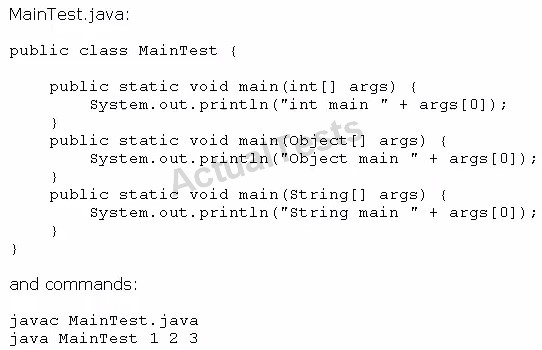 MainTest.java:
public class MainTest {
    public static void main(int[] args) {
        System.out.println("int main " + args[0]);
    }
    public static void main(Object[] args) {
        System.out.println("Object main " + args[0]);
    }
    public static void main(String[] args) {
        System.out.println("String main " + args[0]);
    }
}
and commands:
javac MainTest.java
java MainTest 1 2 3
ActualTests